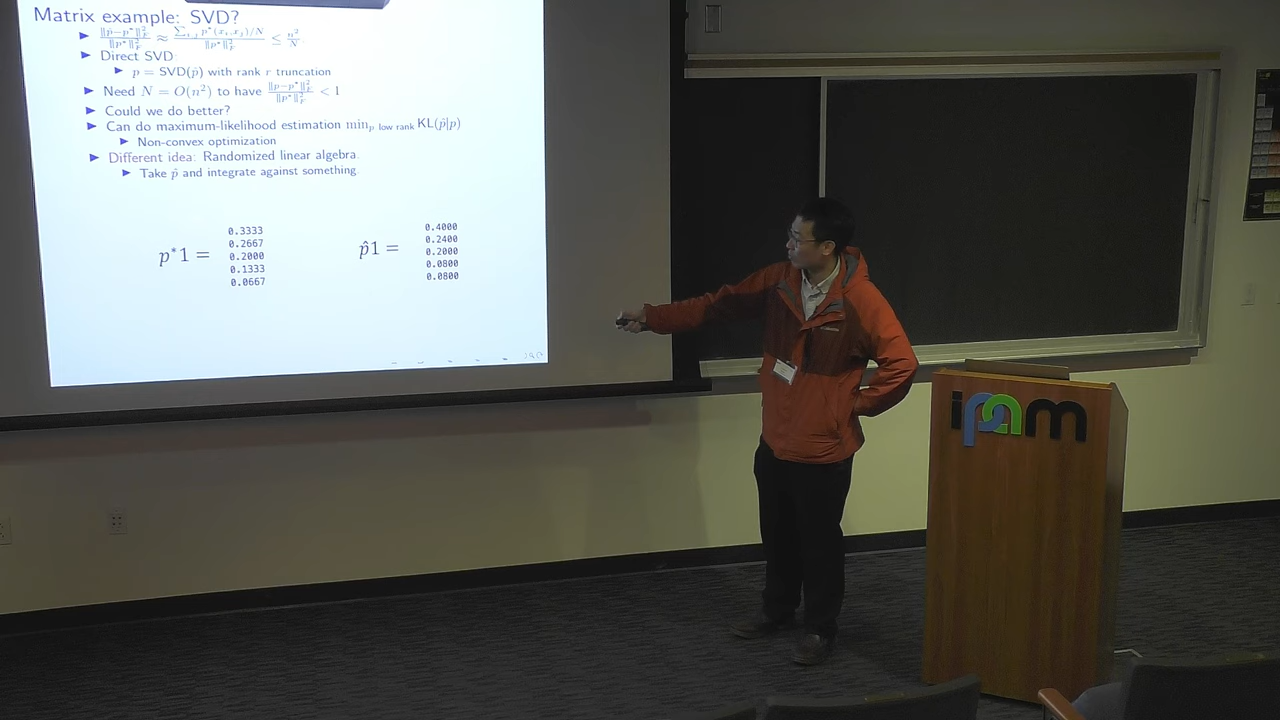 Matrix example: SVD?
▶ ‖p̂−p*‖²_F / ‖p*‖²_F ≈ ∑_{i,j} p*(x_i,x_j)/N / ‖p*‖²_F ≤ n²/N
▶ Direct SVD:
▶ p = SVD(p̂) with rank r truncation
▶ Need N = O(n²) to have ‖p−p*‖²_F / ‖p*‖²_F < 1
▶ Could we do better?
▶ Can do maximum-likelihood estimation min_{p low rank} KL(p̂|p)
▶ Non-convex optimization
▶ Different idea: Randomized linear algebra.
▶ Take p̂ and integrate against something
p*1 =
0.3333
0.2667
0.2000
0.1333
0.0667
p̂1 =
0.4000
0.2400
0.2000
0.0800
0.0800
ipam